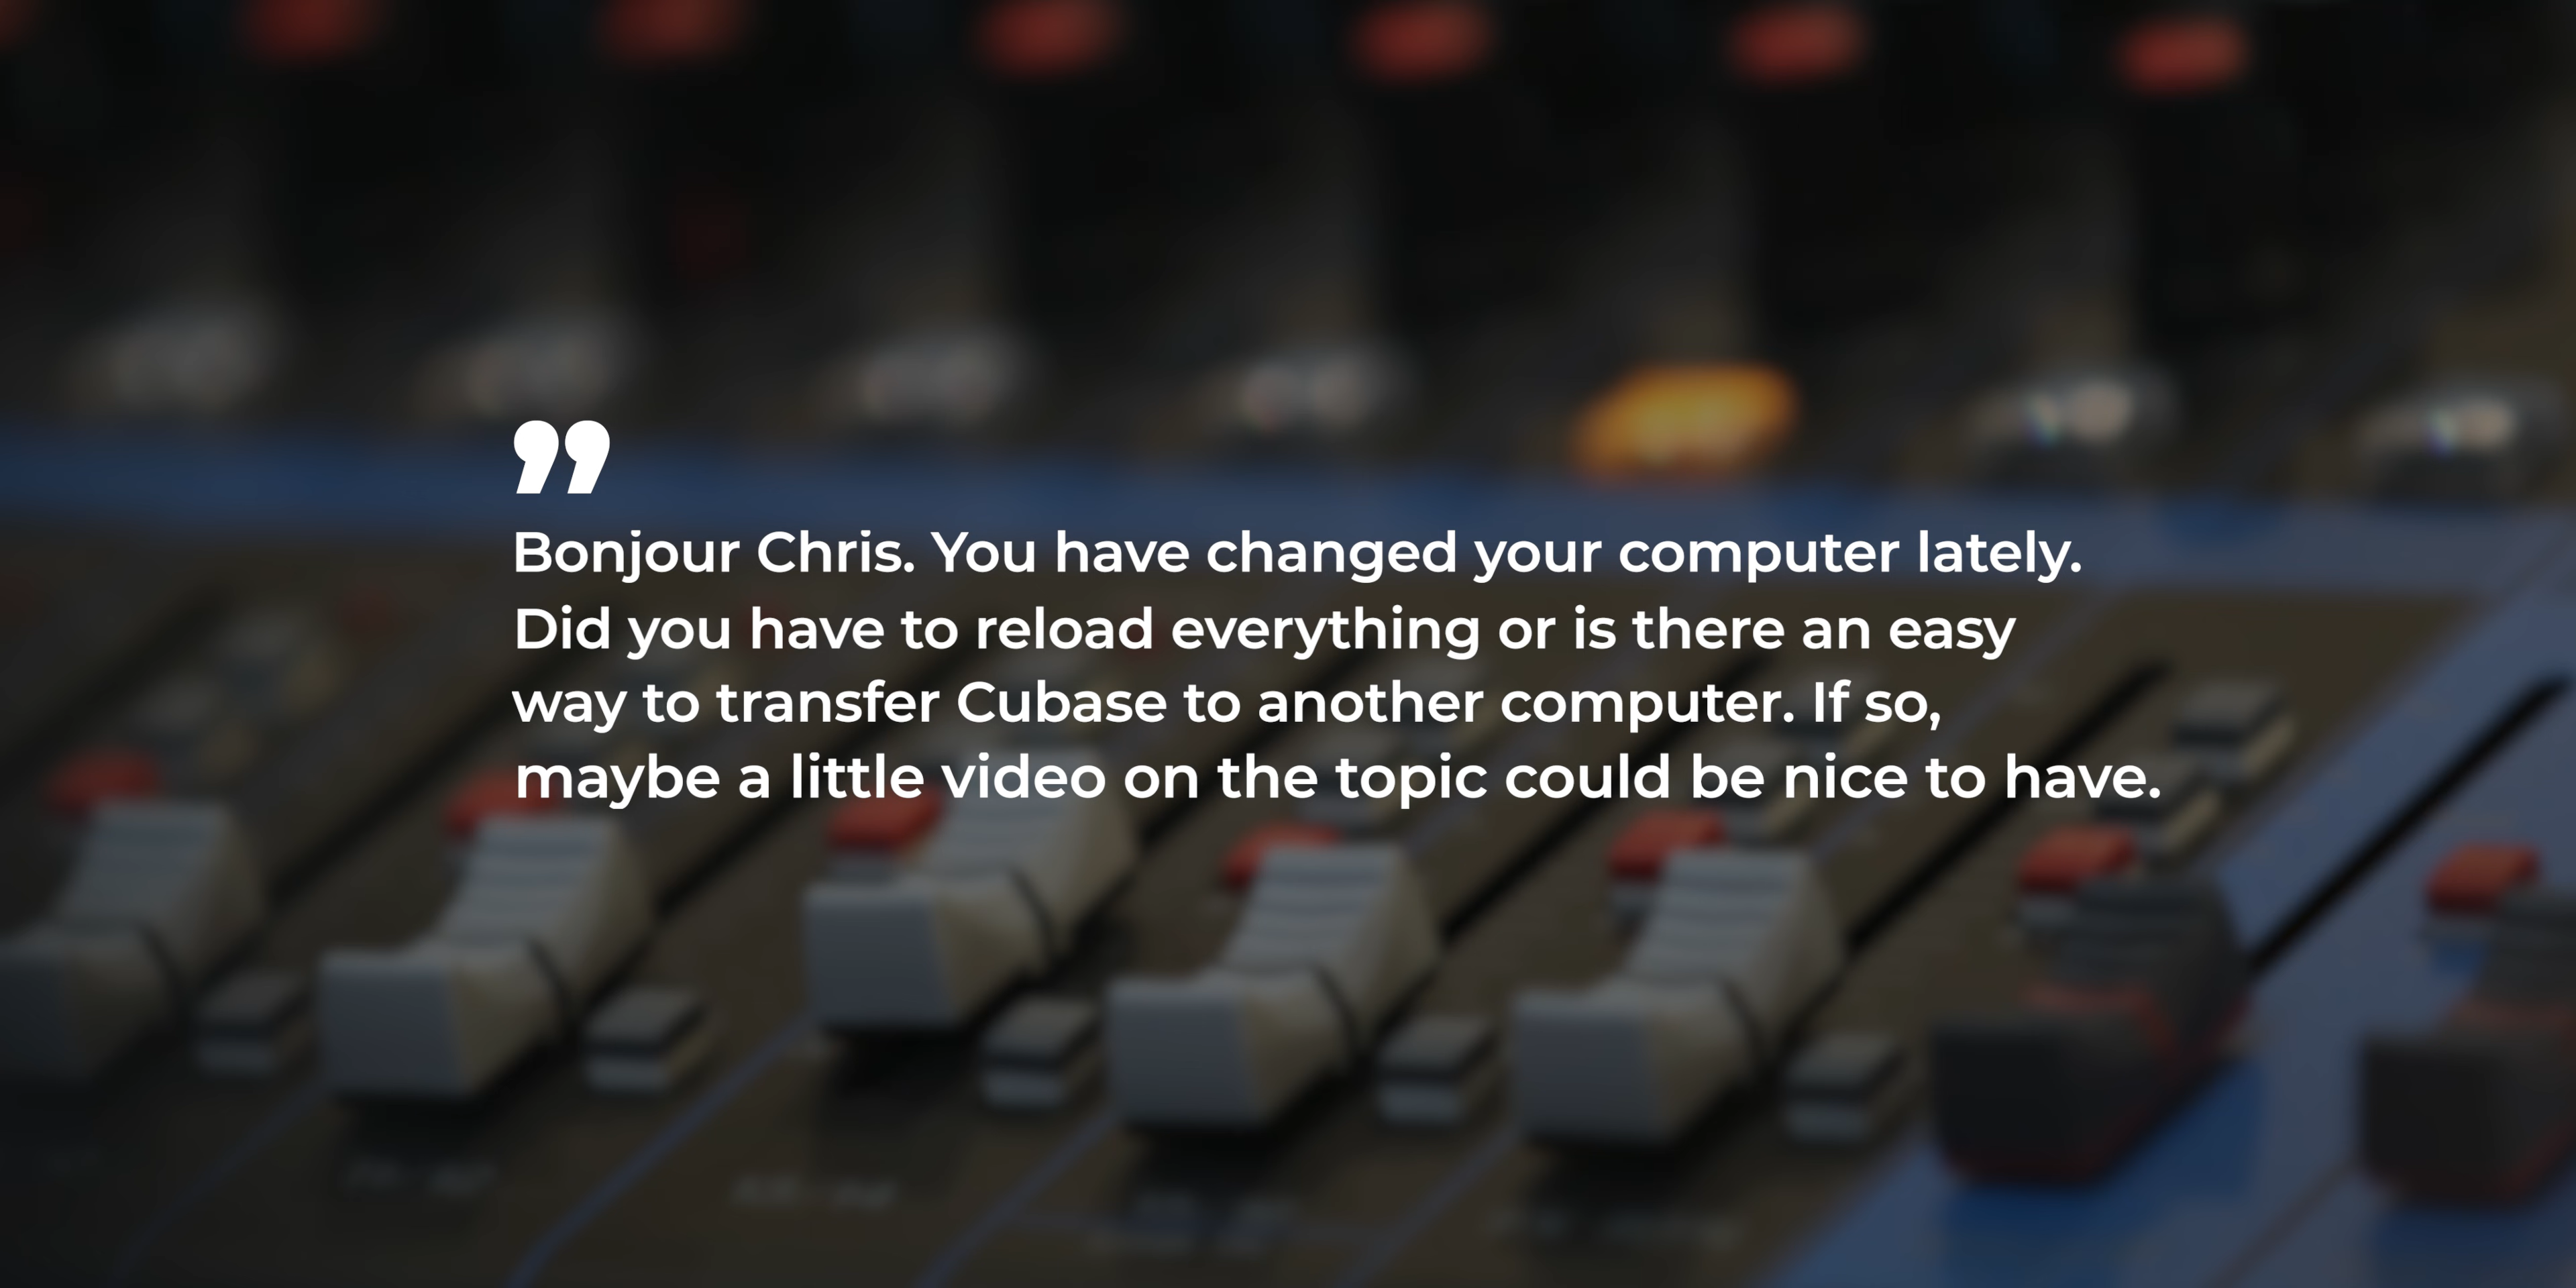 ”
Bonjour Chris. You have changed your computer lately.
Did you have to reload everything or is there an easy
way to transfer Cubase to another computer. If so,
maybe a little video on the topic could be nice to have.